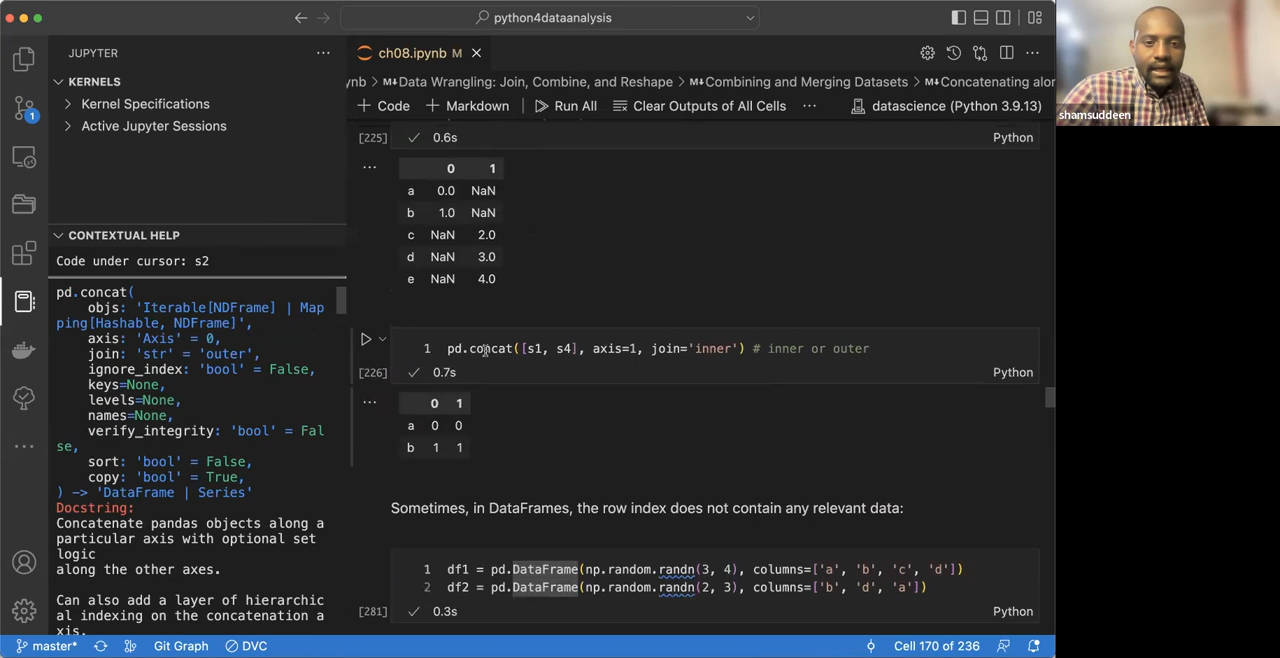 python4dataanalysis
JUPYTER
ch08.ipynb M
KERNELS
ynb > Data Wrangling: Join, Combine, and Reshape > Combining and Merging Datasets > Concatenating alon
Kernel Specifications
Code Markdown Run All Clear Outputs of All Cells datascience (Python 3.9.13)
shamsuddeen
Active Jupyter Sessions
[225] 0.6s Python
0 1
a 0.0 NaN
b 1.0 NaN
c NaN 2.0
d NaN 3.0
e NaN 4.0
1
CONTEXTUAL HELP
Code under cursor: s2
pd.concat(
objs: 'Iterable[NDFrame] | Map
ping[Hashable, NDFrame]',
axis: 'Axis' = 0,
join: 'str' = 'outer',
ignore_index: 'bool' = False,
keys=None,
levels=None,
names=None,
verify_integrity: 'bool' = Fal
se,
sort: 'bool' = False,
copy: 'bool' = True,
) -> 'DataFrame | Series'
Docstring:
Concatenate pandas objects along a
particular axis with optional set
logic
along the other axes.
Can also add a layer of hierarchic
al indexing on the concatenation a
xis.
1 pd.concat([s1, s4], axis=1, join='inner') # inner or outer
[226] 0.7s Python
0 1
a 0 0
b 1 1
Sometimes, in DataFrames, the row index does not contain any relevant data:
1 df1 = pd.DataFrame(np.random.randn(3, 4), columns=['a', 'b', 'c', 'd'])
2 df2 = pd.DataFrame(np.random.randn(2, 3), columns=['b', 'd', 'a'])
[281] 0.3s Python
master* Git Graph DVC Cell 170 of 236